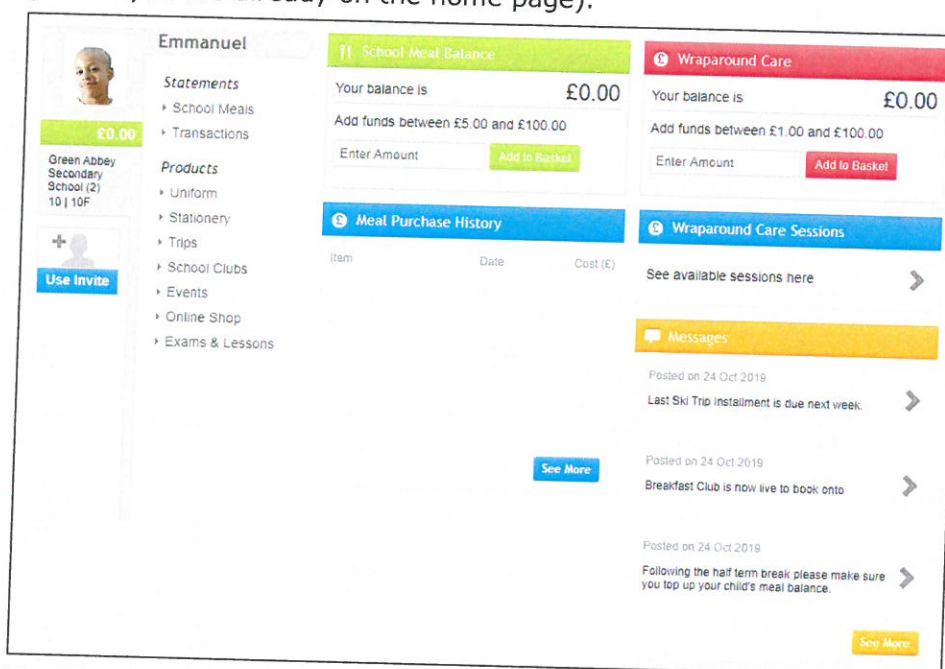 already on the home page).
£0.00
Green Abbey
Secondary
School (2)
10 | 10F
Use Invite
Emmanuel
Statements
School Meals
Transactions
Products
Uniform
Stationery
Trips
School Clubs
Events
Online Shop
Exams & Lessons
School Meal Balance
Your balance is £0.00
Add funds between £5.00 and £100.00
Enter Amount Add to Basket
Meal Purchase History
Item Date Cost (£)
See More
Wraparound Care
Your balance is £0.00
Add funds between £1.00 and £100.00
Enter Amount Add to Basket
Wraparound Care Sessions
See available sessions here
Messages
Posted on 24 Oct 2019
Last Ski Trip Installment is due next week.
Posted on 24 Oct 2019
Breakfast Club is now live to book onto
Posted on 24 Oct 2019
Following the half term break please make sure
you top up your child's meal balance.
See More